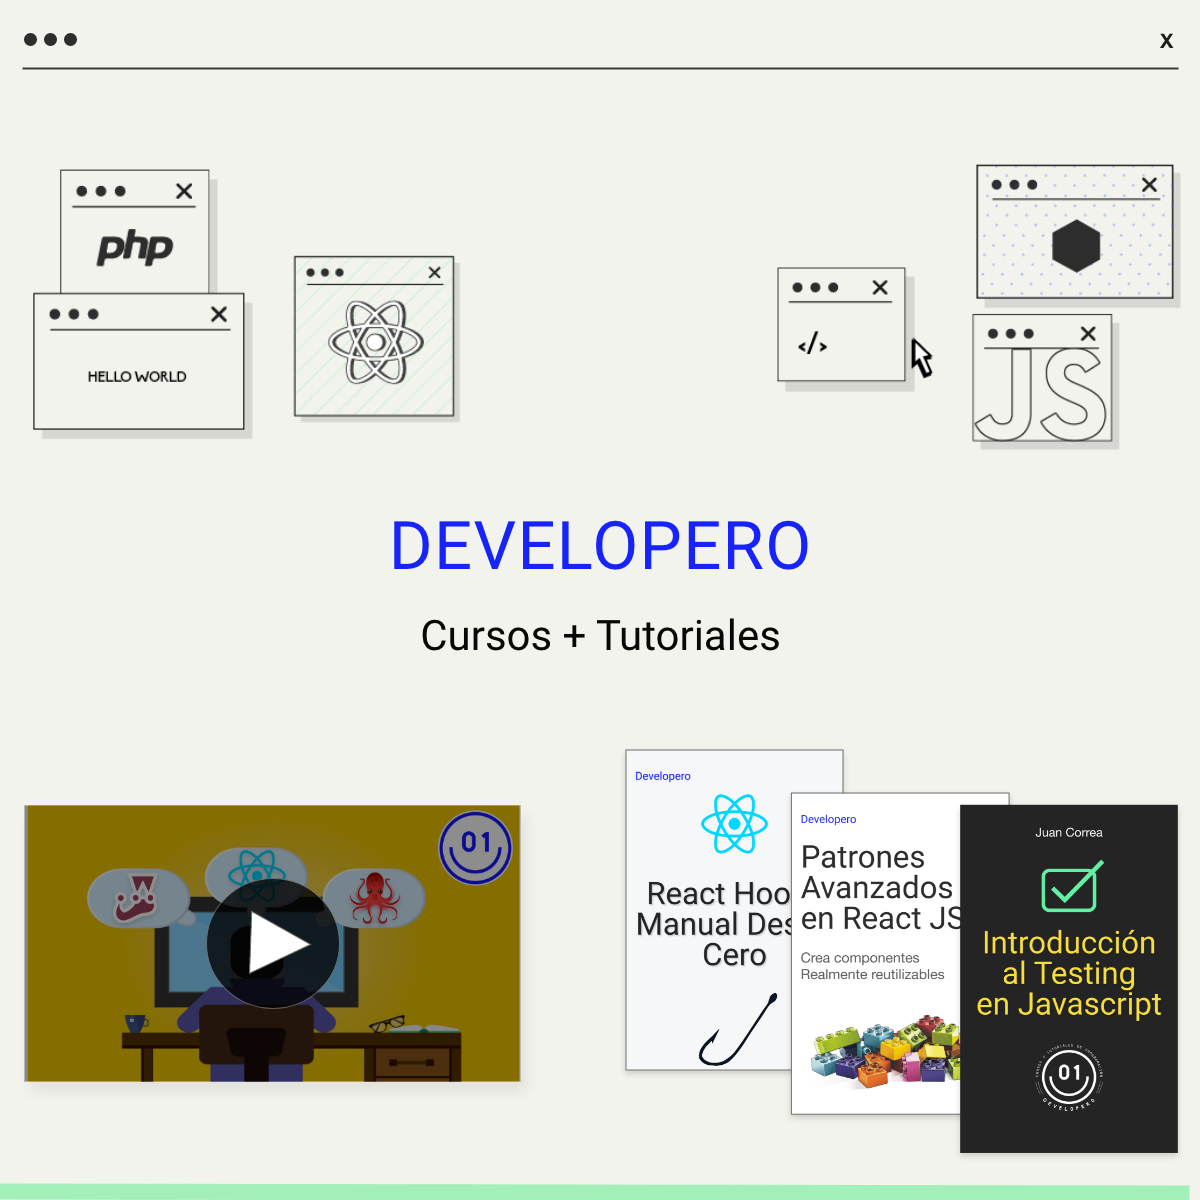 X
php
HELLO WORLD
</>
JS
DEVELOPERO
Cursos + Tutoriales
01
Developero
React Hoo
Manual Des
Cero
Developero
Patrones
Avanzados
en React JS
Crea componentes
Realmente reutilizables
Juan Correa
Introducción
al Testing
en Javascript
01
DEVELOPERO